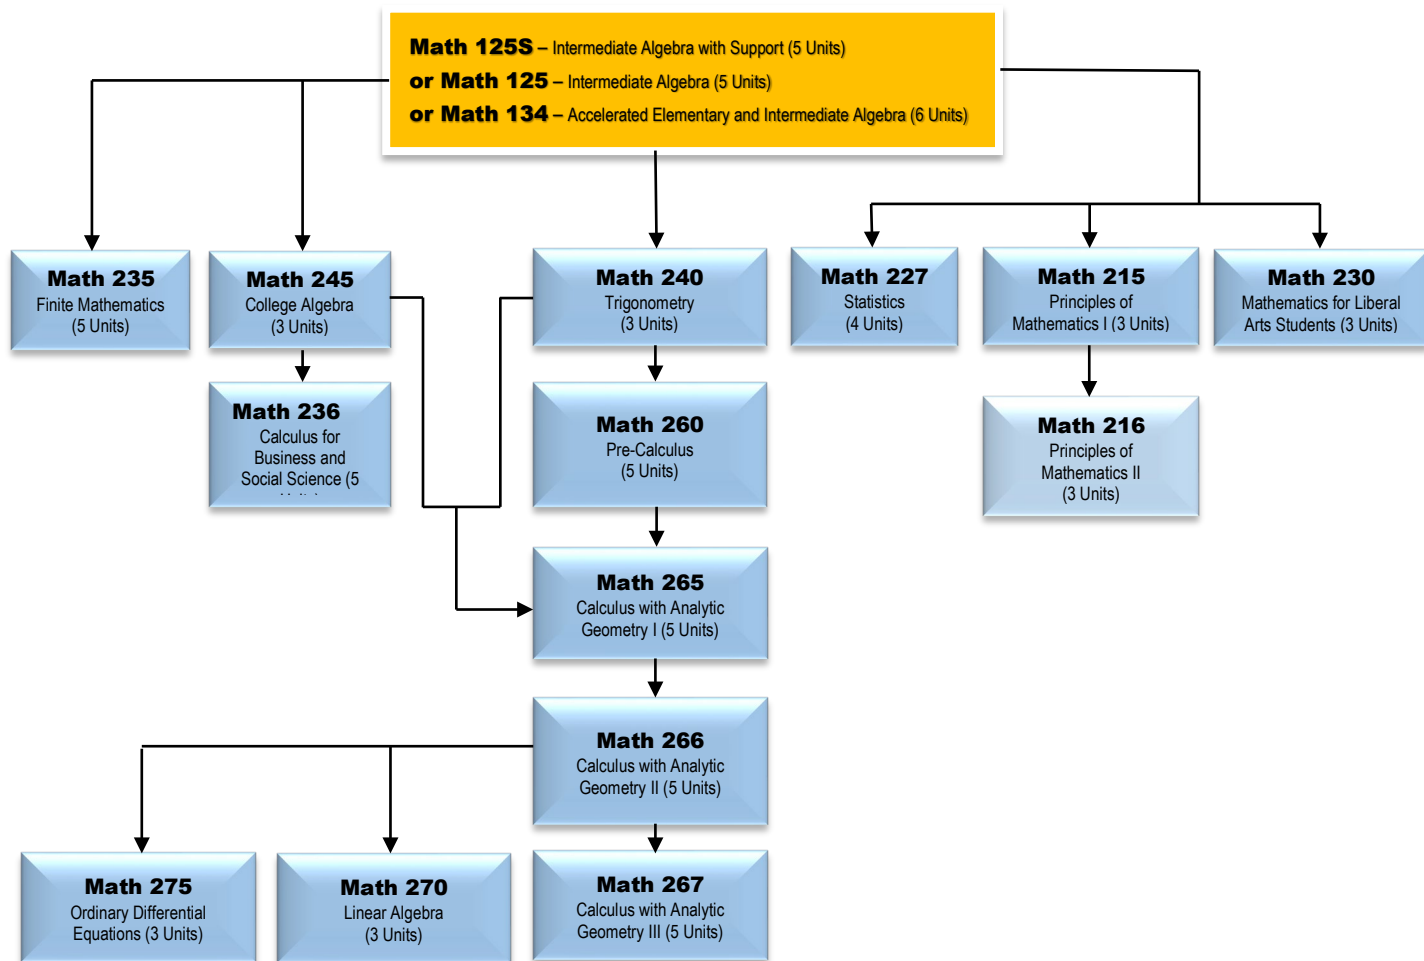 Math 125S – Intermediate Algebra with Support (5 Units)
or Math 125 – Intermediate Algebra (5 Units)
or Math 134 – Accelerated Elementary and Intermediate Algebra (6 Units)
Math 235
Finite Mathematics
(5 Units)
Math 245
College Algebra
(3 Units)
Math 240
Trigonometry
(3 Units)
Math 227
Statistics
(4 Units)
Math 215
Principles of
Mathematics I (3 Units)
Math 230
Mathematics for Liberal
Arts Students (3 Units)
Math 236
Calculus for
Business and
Social Science (5
Math 260
Pre-Calculus
(5 Units)
Math 216
Principles of
Mathematics II
(3 Units)
Math 265
Calculus with Analytic
Geometry I (5 Units)
Math 266
Calculus with Analytic
Geometry II (5 Units)
Math 275
Ordinary Differential
Equations (3 Units)
Math 270
Linear Algebra
(3 Units)
Math 267
Calculus with Analytic
Geometry III (5 Units)